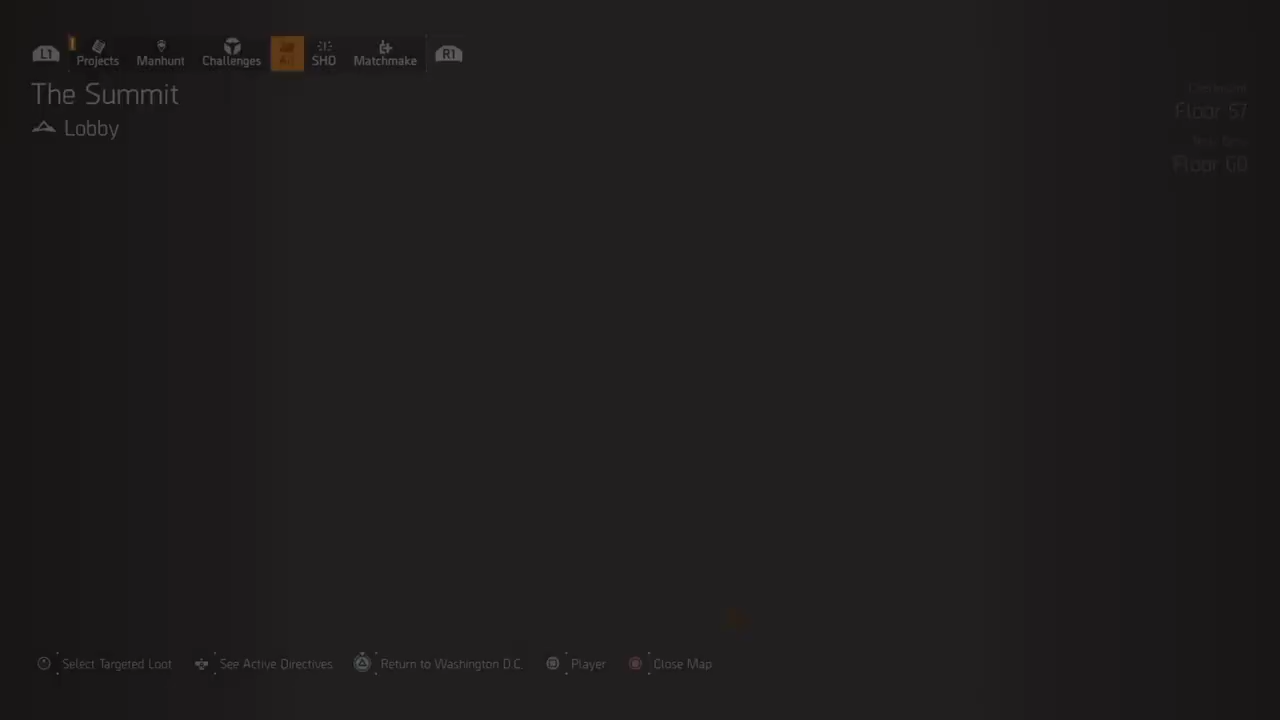 L1 Projects Manhunt Challenges All SHD Matchmake R1
The Summit
Lobby
Floor 57
Floor 60
Select Targeted Loot See Active Directives Return to Washington D.C. Player Close Map